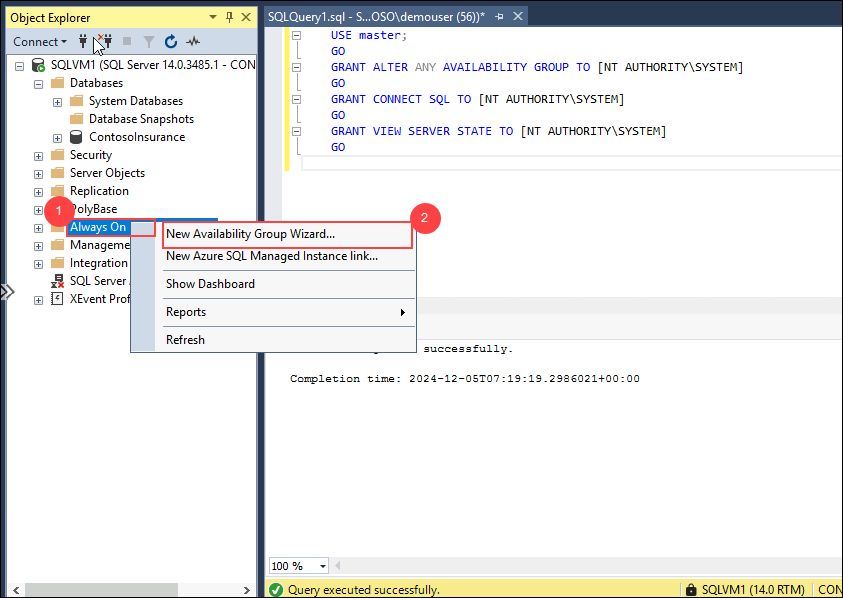 Object Explorer
Connect
SQLVM1 (SQL Server 14.0.3485.1 - CON
Databases
System Databases
Database Snapshots
ContosoInsurance
Security
Server Objects
Replication
PolyBase
1
Always On
Manageme
Integration
SQL Server
XEvent Prof
New Availability Group Wizard...
2
New Azure SQL Managed Instance link...
Show Dashboard
Reports
Refresh
SQLQuery1.sql - S...OSO\demouser (56))*
USE master;
GO
GRANT ALTER ANY AVAILABILITY GROUP TO [NT AUTHORITY\SYSTEM]
GO
GRANT CONNECT SQL TO [NT AUTHORITY\SYSTEM]
GO
GRANT VIEW SERVER STATE TO [NT AUTHORITY\SYSTEM]
GO
successfully.
Completion time: 2024-12-05T07:19:19.2986021+00:00
100 %
Query executed successfully.
SQLVM1 (14.0 RTM)
CON